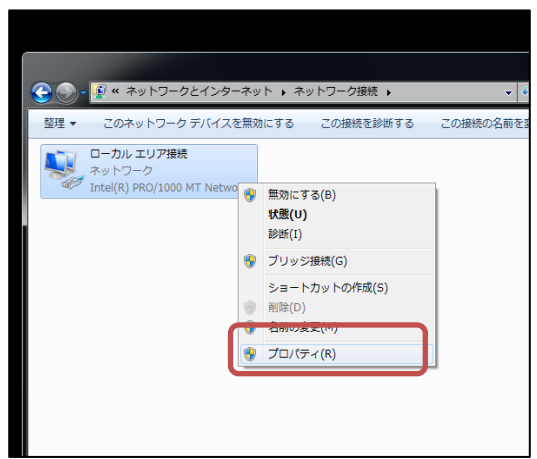 « ネットワークとインターネット ▸ ネットワーク接続 ▸
整理 ▼ このネットワーク デバイスを無効にする この接続を診断する この接続の名前を
ローカル エリア接続
ネットワーク
Intel(R) PRO/1000 MT Netwo
無効にする(B)
状態(U)
診断(I)
ブリッジ接続(G)
ショートカットの作成(S)
削除(D)
名前の変更(M)
プロパティ(R)